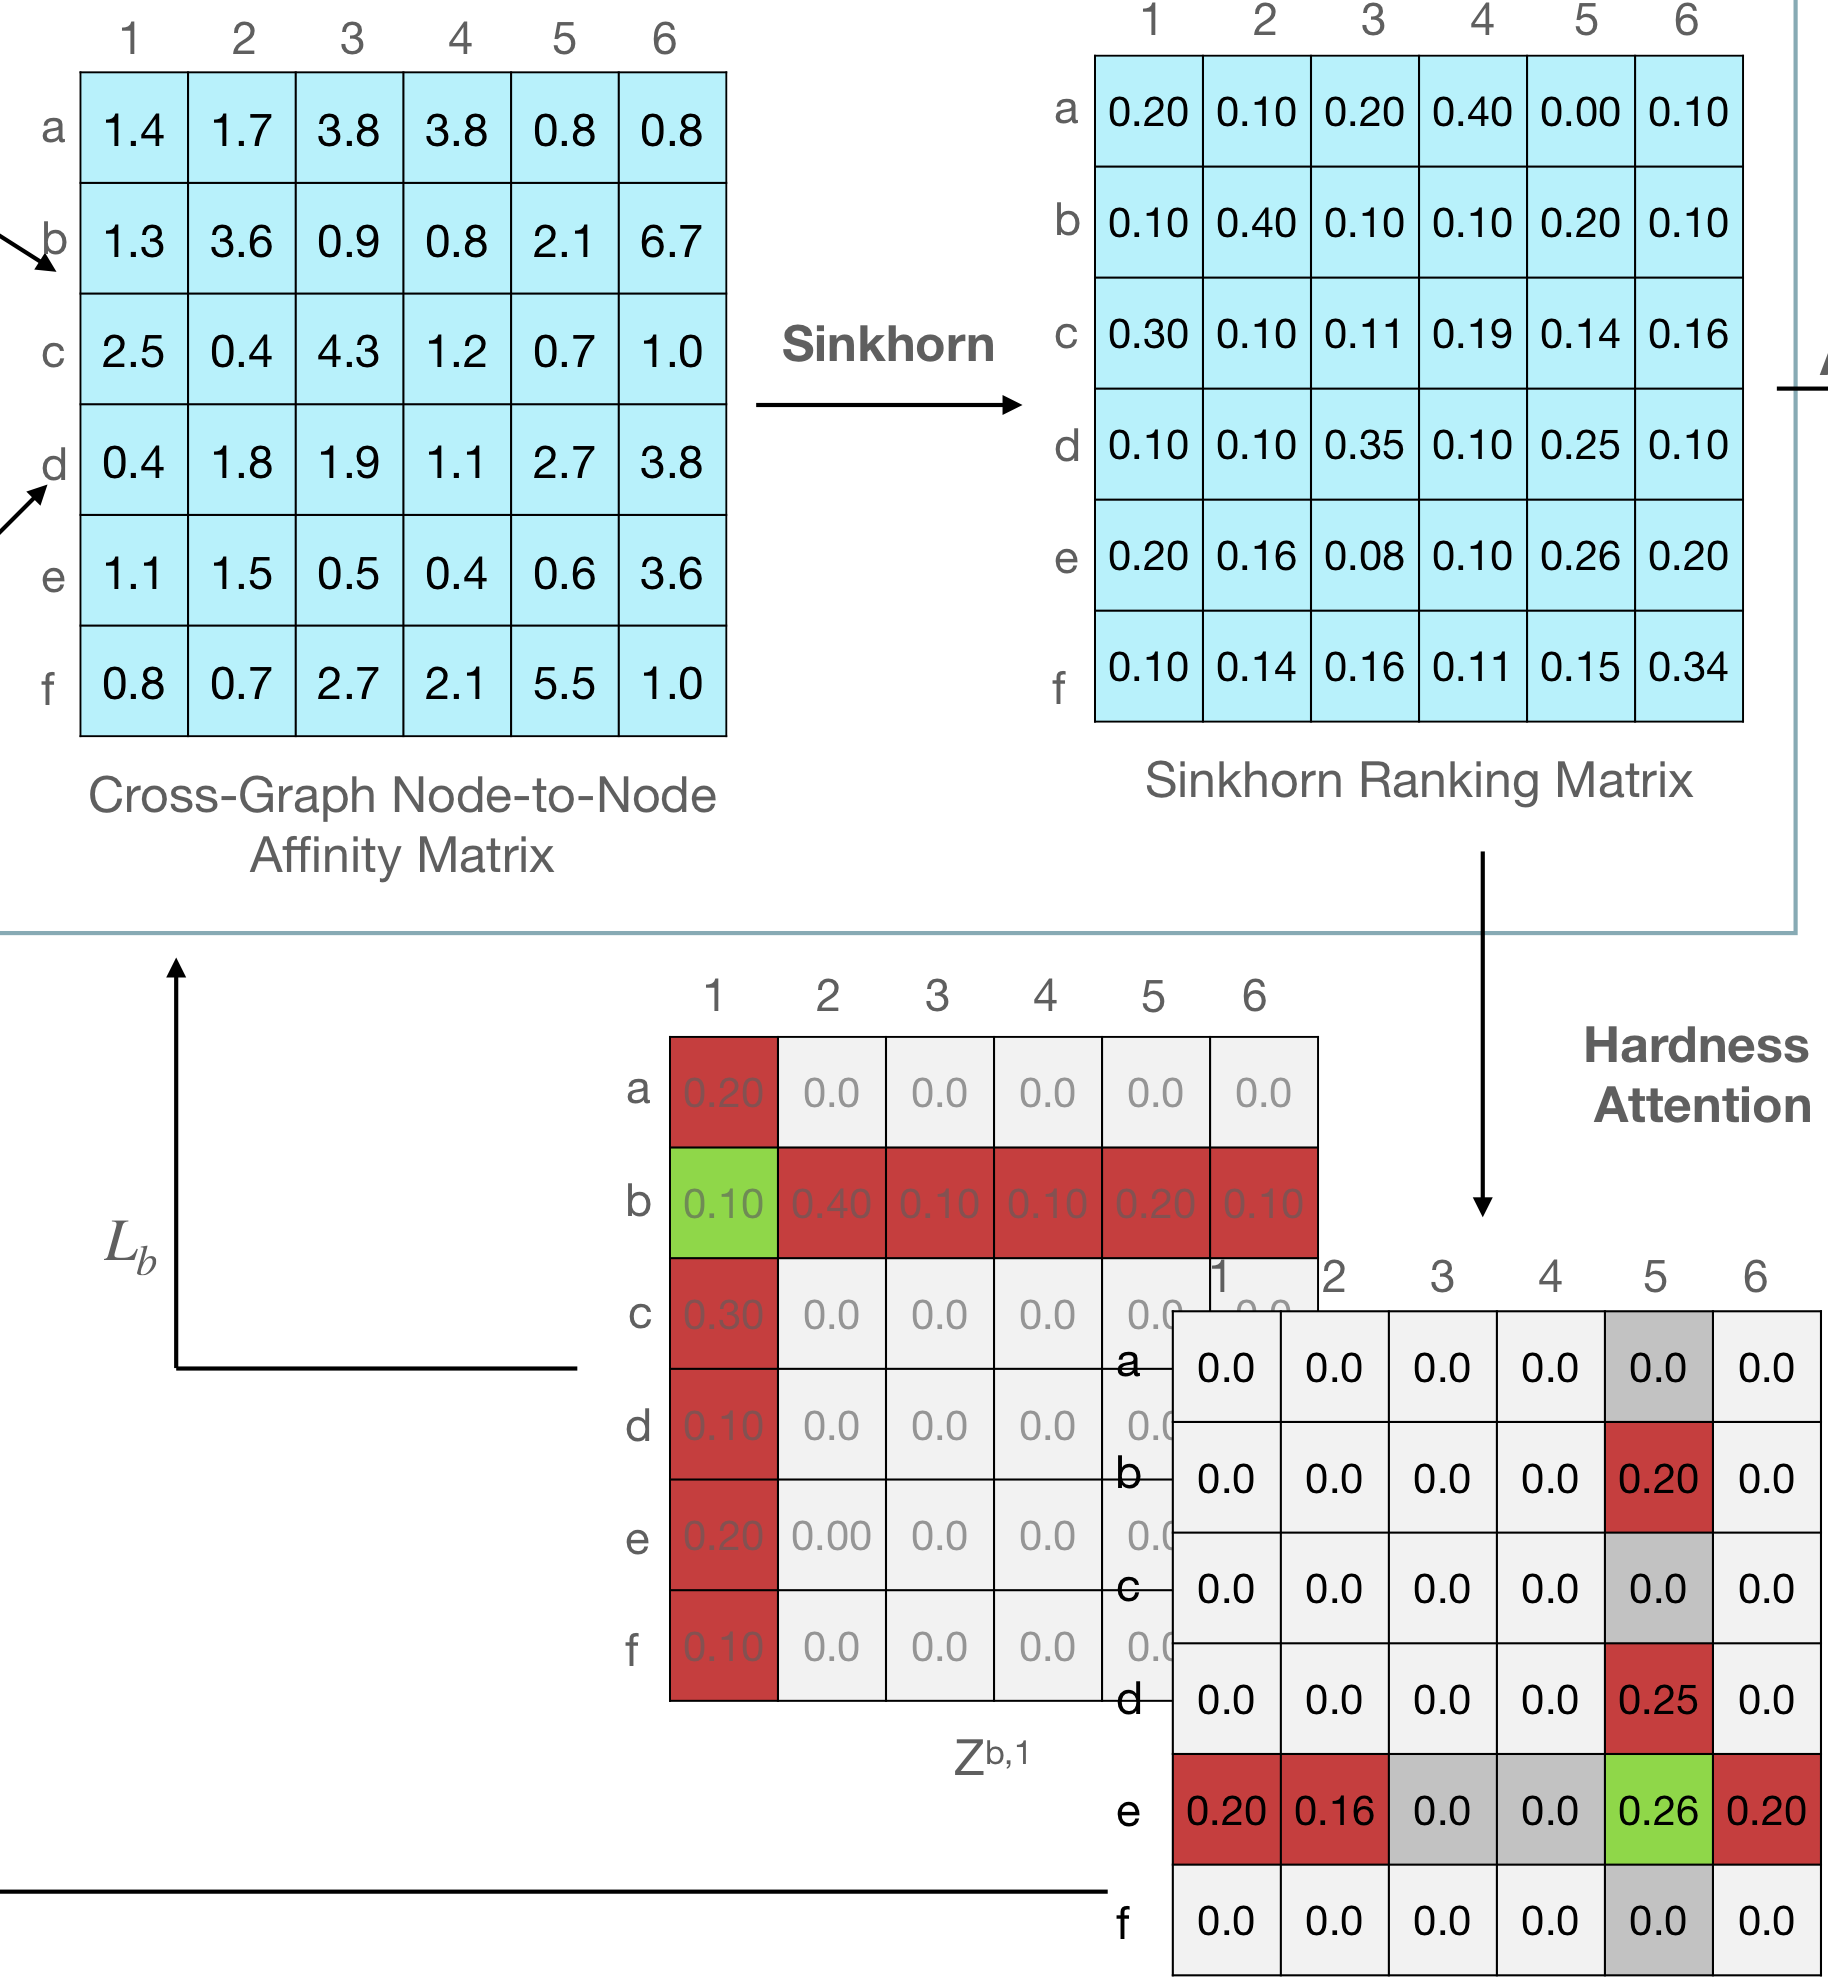 1 2 3 4 5 6
a 1.4 1.7 3.8 3.8 0.8 0.8
b 1.3 3.6 0.9 0.8 2.1 6.7
c 2.5 0.4 4.3 1.2 0.7 1.0
d 0.4 1.8 1.9 1.1 2.7 3.8
e 1.1 1.5 0.5 0.4 0.6 3.6
f 0.8 0.7 2.7 2.1 5.5 1.0
Cross-Graph Node-to-Node
Affinity Matrix
Sinkhorn
1 2 3 4 5 6
a 0.20 0.10 0.20 0.40 0.00 0.10
b 0.10 0.40 0.10 0.10 0.20 0.10
c 0.30 0.10 0.11 0.19 0.14 0.16
d 0.10 0.10 0.35 0.10 0.25 0.10
e 0.20 0.16 0.08 0.10 0.26 0.20
f 0.10 0.14 0.16 0.11 0.15 0.34
Sinkhorn Ranking Matrix
Hardness
Attention
L_b
1 2 3 4 5 6
a 0.20 0.0 0.0 0.0 0.0 0.0
b 0.10 0.40 0.10 0.10 0.20 0.10
c 0.30 0.0 0.0 0.0
d 0.10 0.0 0.0 0.0
e 0.20 0.00 0.0 0.0
f 0.10 0.0 0.0 0.0
Z^b,1
1 2 3 4 5 6
a 0.0 0.0 0.0 0.0 0.0 0.0
b 0.0 0.0 0.0 0.0 0.20 0.0
c 0.0 0.0 0.0 0.0 0.0 0.0
d 0.0 0.0 0.0 0.0 0.25 0.0
e 0.20 0.16 0.0 0.0 0.26 0.20
f 0.0 0.0 0.0 0.0 0.0 0.0